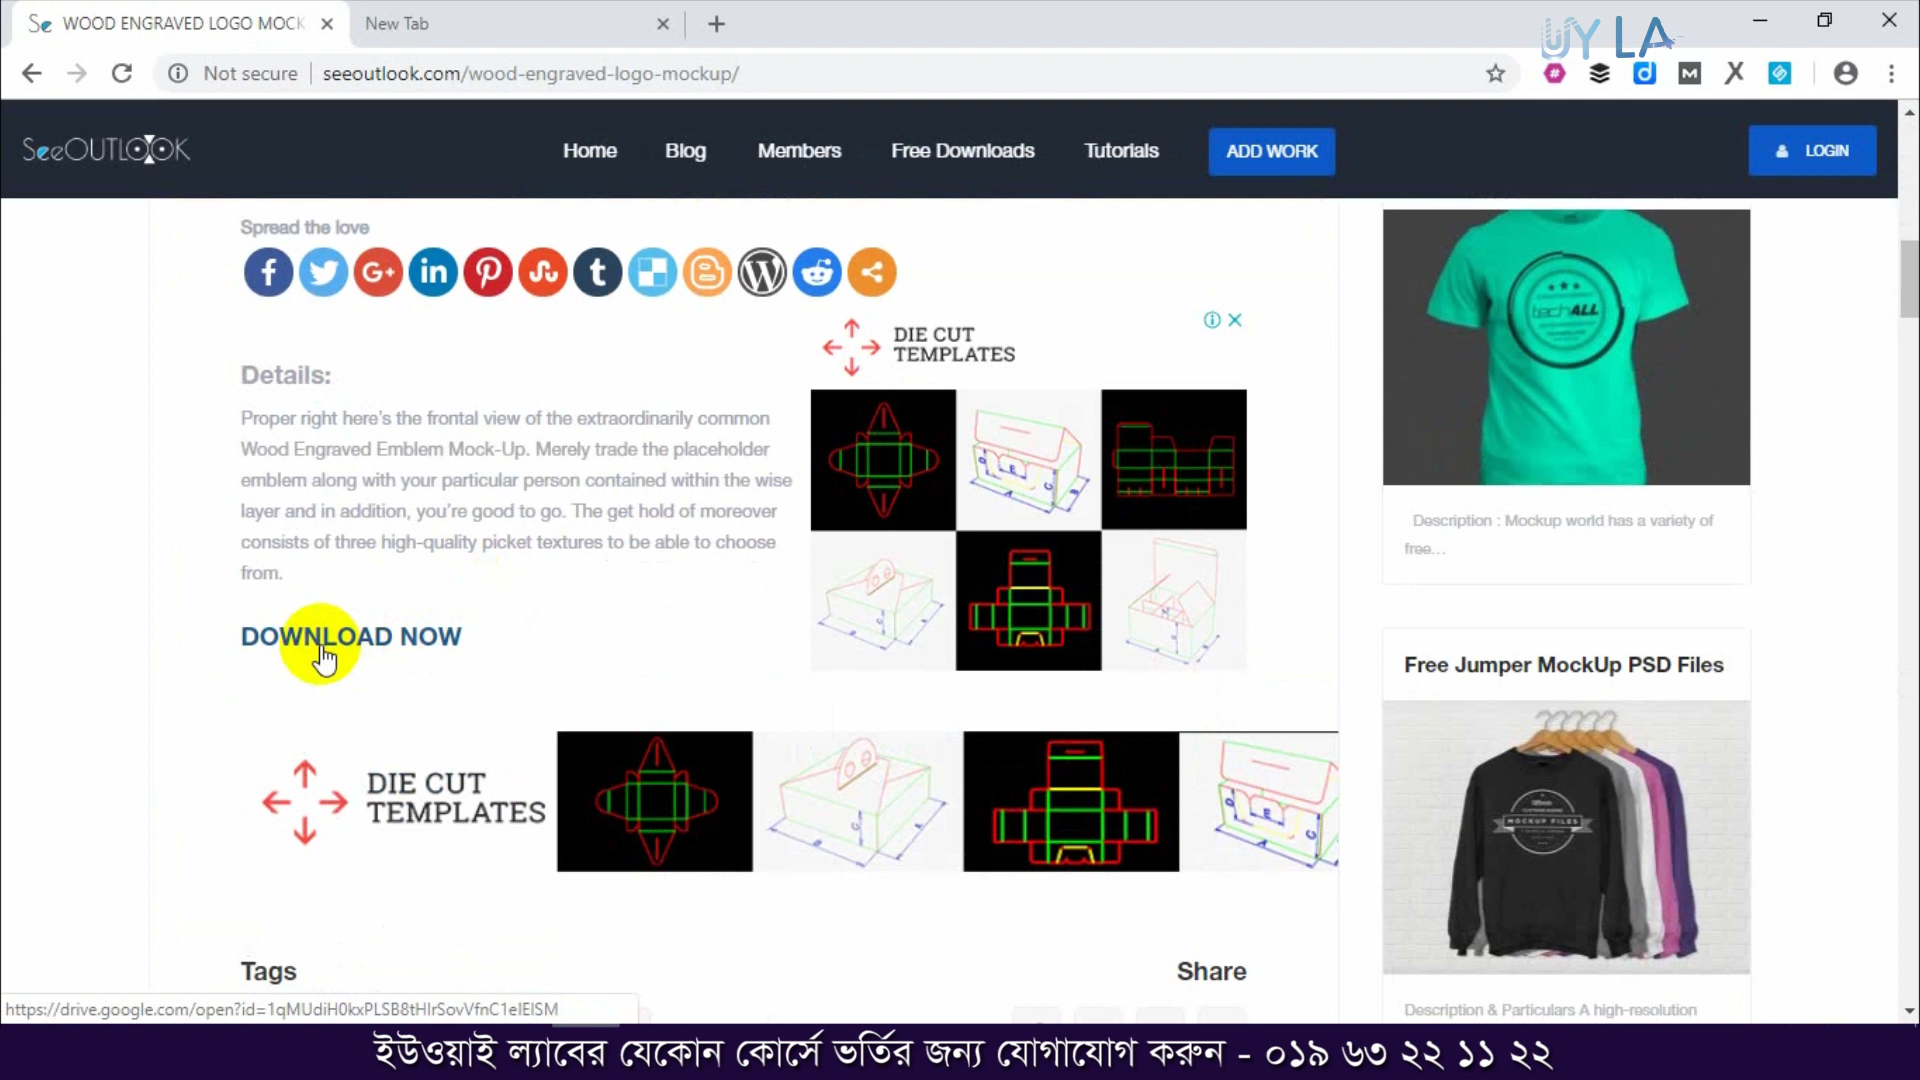 WOOD ENGRAVED LOGO MOCK
New Tab
UY LA
Not secure
seeoutlook.com/wood-engraved-logo-mockup/
SeeOUTLOOK
Home
Blog
Members
Free Downloads
Tutorials
ADD WORK
LOGIN
Spread the love
DIE CUT
TEMPLATES
Details:
Proper right here's the frontal view of the extraordinarily common
Wood Engraved Emblem Mock-Up. Merely trade the placeholder
emblem along with your particular person contained within the wise
layer and in addition, you're good to go. The get hold of moreover
consists of three high-quality picket textures to be able to choose
from.
DOWNLOAD NOW
techALL
Description : Mockup world has a variety of
free...
Free Jumper MockUp PSD Files
MOCKUP FILES
DIE CUT
TEMPLATES
Tags
Share
Description & Particulars A high-resolution
https://drive.google.com/open?id=1qMUdiH0kxPLSB8tHIrSovVfnC1eIEISM
ইউওয়াই ল্যাবের যেকোন কোর্সে ভর্তির জন্য যোগাযোগ করুন - ০১৯ ৬৩ ২২ ১১ ২২